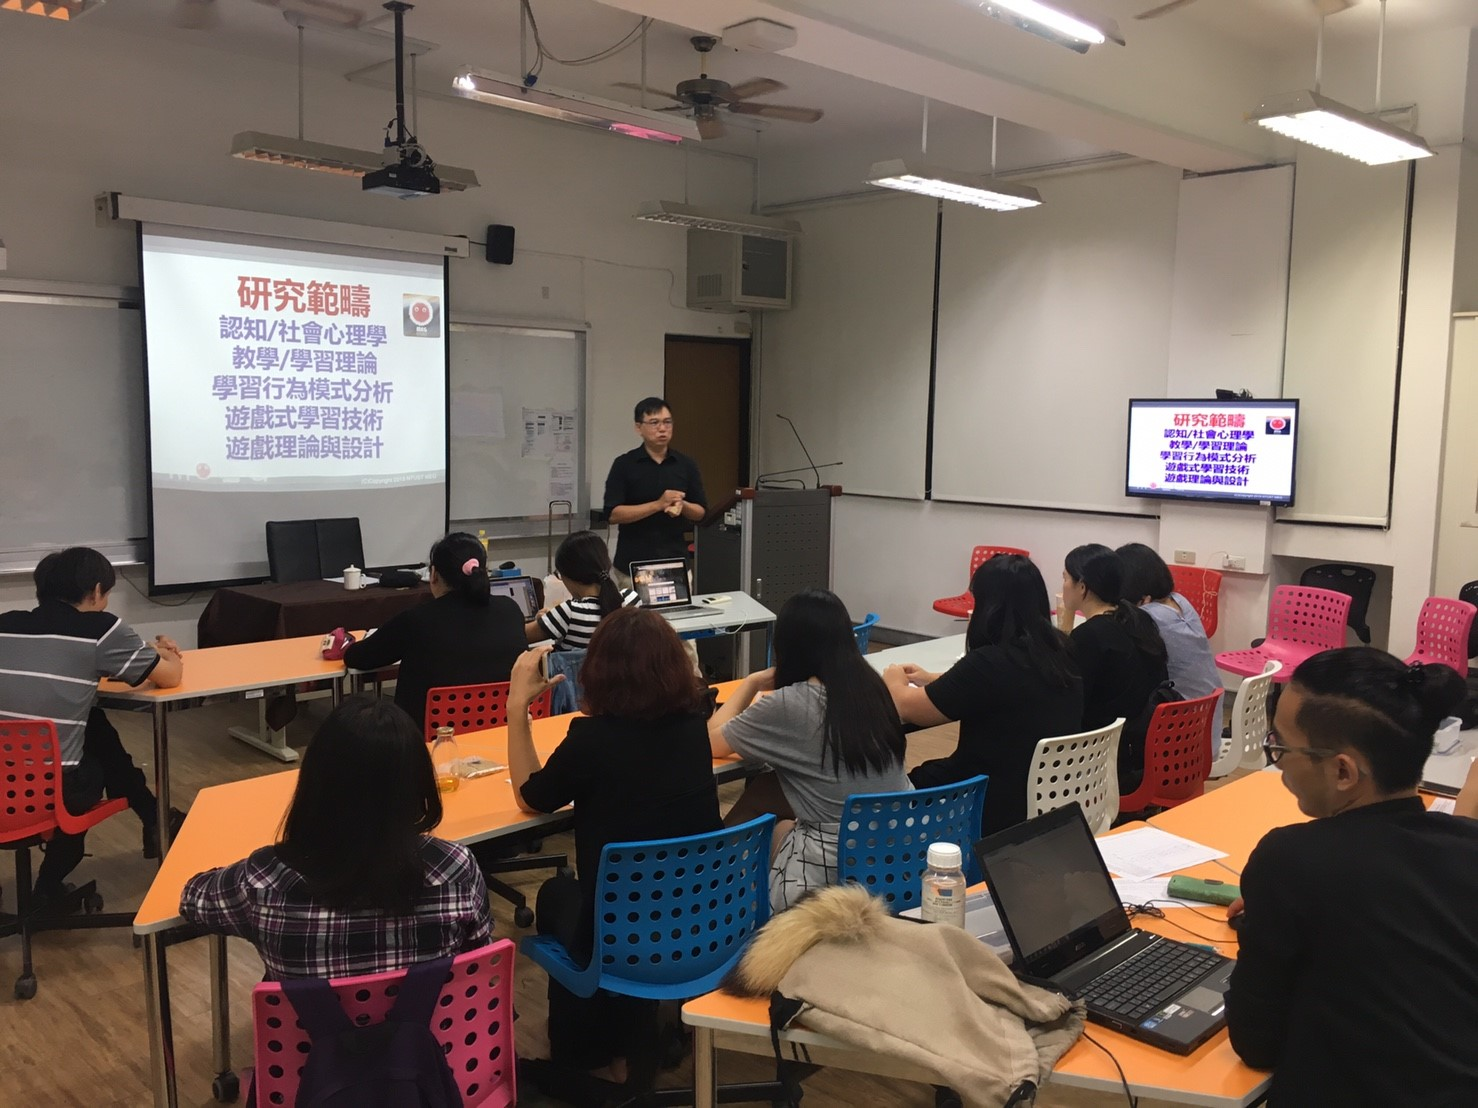 研究範疇
認知/社會心理學
教學/學習理論
學習行為模式分析
遊戲式學習技術
遊戲理論與設計
研究範疇
認知/社會心理學
教學/學習理論
學習行為模式分析
遊戲式學習技術
遊戲理論與設計